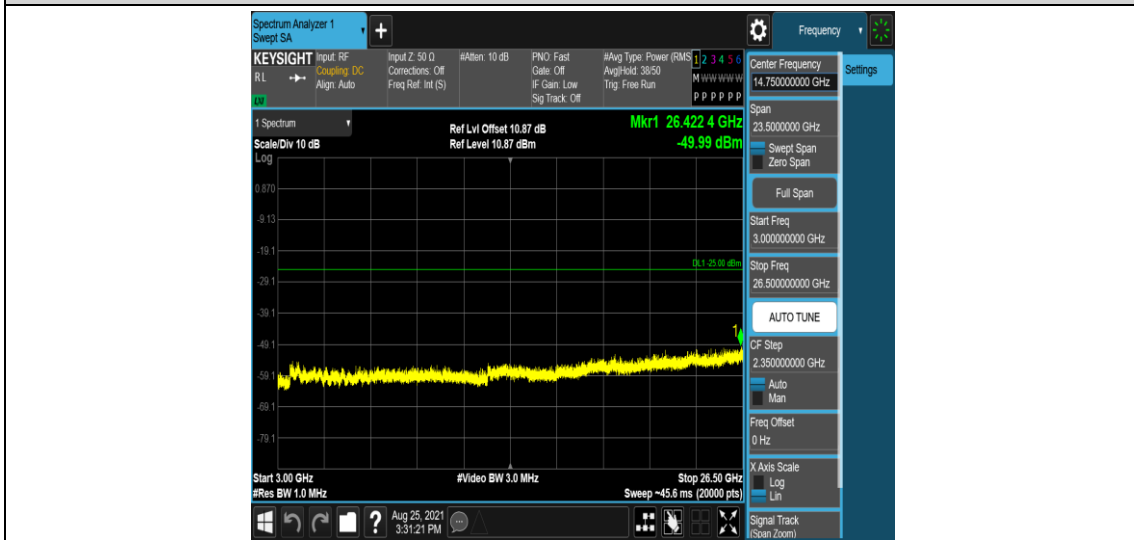 Spectrum Analyzer 1
Swept SA
+
Frequency
KEYSIGHT
RL
Input: RF
Coupling: DC
Align: Auto
Input Z: 50 Ω
Corrections: Off
Freq Ref: Int (S)
#Atten: 10 dB
PNO: Fast
Gate: Off
IF Gain: Low
Sig Track: Off
#Avg Type: Power (RMS
Avg|Hold: 38/50
Trig: Free Run
1 2 3 4 5 6
M W W W W W
P P P P P P
1 Spectrum
Scale/Div 10 dB
Log
Ref Lvl Offset 10.87 dB
Ref Level 10.87 dBm
Mkr1 26.422 4 GHz
-49.99 dBm
0.870
-9.13
-19.1
DL1 -25.00 dBm
-29.1
-39.1
1
-49.1
-59.1
-69.1
-79.1
Start 3.00 GHz
#Res BW 1.0 MHz
#Video BW 3.0 MHz
Stop 26.50 GHz
Sweep ~45.6 ms (20000 pts)
Center Frequency
14.750000000 GHz
Settings
Span
23.5000000 GHz
Swept Span
Zero Span
Full Span
Start Freq
3.000000000 GHz
Stop Freq
26.500000000 GHz
AUTO TUNE
CF Step
2.350000000 GHz
Auto
Man
Freq Offset
0 Hz
X Axis Scale
Log
Lin
Signal Track
(Span Zoom)
?
Aug 25, 2021
3:31:21 PM